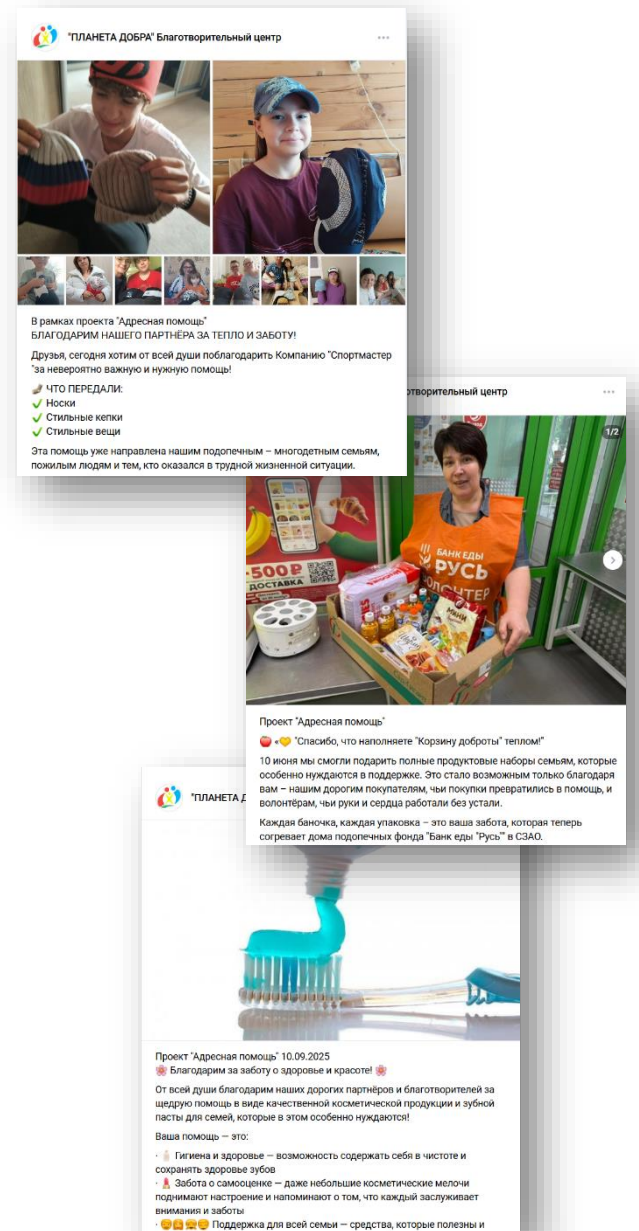 "ПЛАНЕТА ДОБРА" Благотворительный центр
В рамках проекта "Адресная помощь"
БЛАГОДАРИМ НАШЕГО ПАРТНЁРА ЗА ТЕПЛО И ЗАБОТУ!
Друзья, сегодня хотим от всей души поблагодарить Компанию "Спортмастер
"за невероятно важную и нужную помощь!
🧦 ЧТО ПЕРЕДАЛИ:
✓ Носки
✓ Стильные кепки
✓ Стильные вещи
Эта помощь уже направлена нашим подопечным – многодетным семьям,
пожилым людям и тем, кто оказался в трудной жизненной ситуации.
творительный центр
1/2
500 ₽
ДОСТАВКА
БАНК ЕДЫ
РУСЬ
ВОЛОНТЕР
Проект "Адресная помощь"
🍎 «💛 "Спасибо, что наполняете "Корзину доброты" теплом!"
10 июня мы смогли подарить полные продуктовые наборы семьям, которые
особенно нуждаются в поддержке. Это стало возможным только благодаря
вам – нашим дорогим покупателям, чьи покупки превратились в помощь, и
волонтёрам, чьи руки и сердца работали без устали.
Каждая баночка, каждая упаковка – это ваша забота, которая теперь
согревает дома подопечных фонда "Банк еды "Русь"" в СЗАО.
"ПЛАНЕТА Д
Проект "Адресная помощь" 10.09.2025
🌸 Благодарим за заботу о здоровье и красоте! 🌸
От всей души благодарим наших дорогих партнёров и благотворителей за
щедрую помощь в виде качественной косметической продукции и зубной
пасты для семей, которые в этом особенно нуждаются!
Ваша помощь — это:
· 🧴 Гигиена и здоровье — возможность содержать себя в чистоте и
сохранять здоровье зубов
· 💄 Забота о самооценке — даже небольшие косметические мелочи
поднимают настроение и напоминают о том, что каждый заслуживает
внимания и заботы
· 👨‍👩‍👧‍👦 Поддержка для всей семьи — средства, которые полезны и